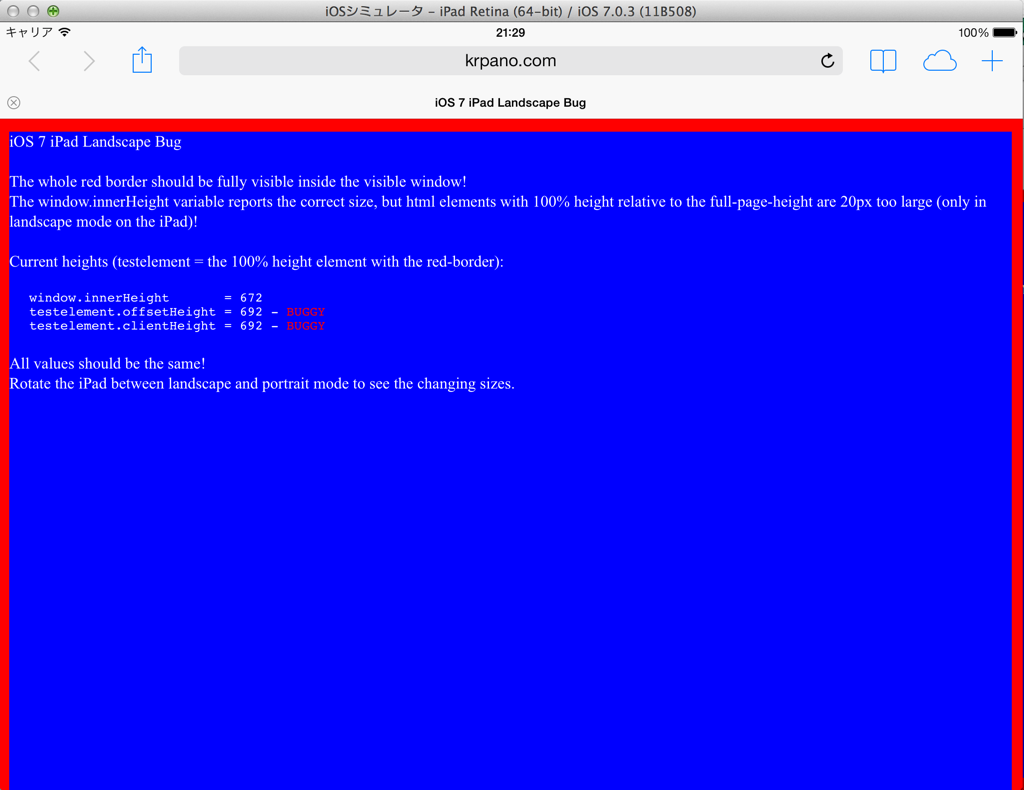 iOSシミュレータ – iPad Retina (64-bit) / iOS 7.0.3 (11B508)
キャリア 21:29 100%
krpano.com
iOS 7 iPad Landscape Bug
iOS 7 iPad Landscape Bug
The whole red border should be fully visible inside the visible window!
The window.innerHeight variable reports the correct size, but html elements with 100% height relative to the full-page-height are 20px too large (only in
landscape mode on the iPad)!
Current heights (testelement = the 100% height element with the red-border):
window.innerHeight = 672
testelement.offsetHeight = 692 - BUGGY
testelement.clientHeight = 692 - BUGGY
All values should be the same!
Rotate the iPad between landscape and portrait mode to see the changing sizes.